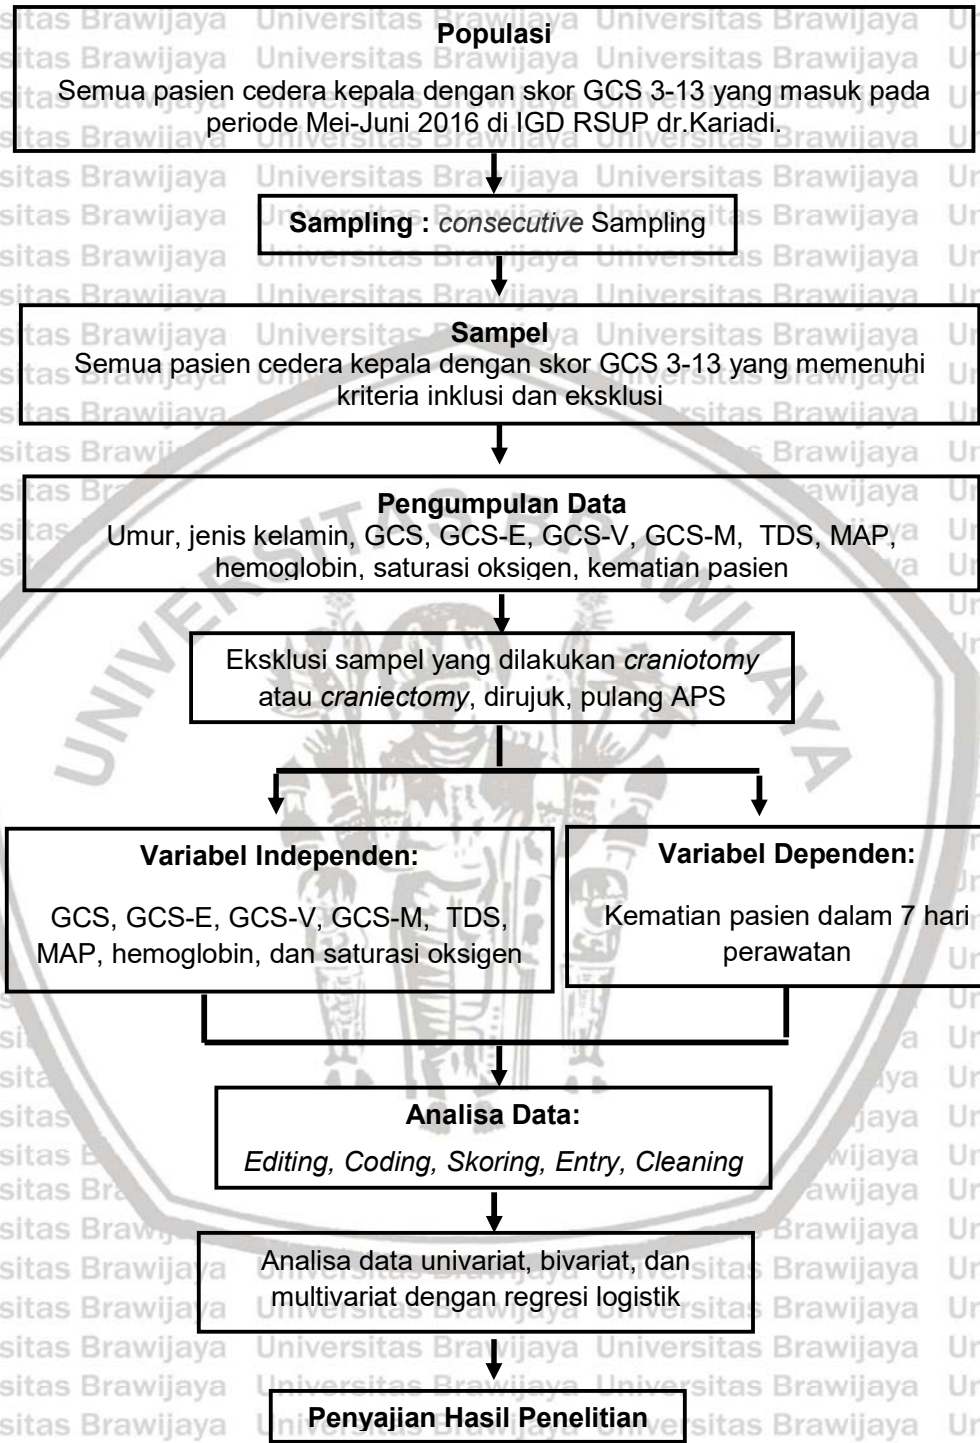 Populasi
Semua pasien cedera kepala dengan skor GCS 3-13 yang masuk pada
periode Mei-Juni 2016 di IGD RSUP dr.Kariadi.
Sampling : consecutive Sampling
Sampel
Semua pasien cedera kepala dengan skor GCS 3-13 yang memenuhi
kriteria inklusi dan eksklusi
Pengumpulan Data
Umur, jenis kelamin, GCS, GCS-E, GCS-V, GCS-M, TDS, MAP,
hemoglobin, saturasi oksigen, kematian pasien
Eksklusi sampel yang dilakukan craniotomy
atau craniectomy, dirujuk, pulang APS
Variabel Independen:
GCS, GCS-E, GCS-V, GCS-M, TDS,
MAP, hemoglobin, dan saturasi oksigen
Variabel Dependen:
Kematian pasien dalam 7 hari
perawatan
Analisa Data:
Editing, Coding, Skoring, Entry, Cleaning
Analisa data univariat, bivariat, dan
multivariat dengan regresi logistik
Penyajian Hasil Penelitian
UNIVERSITAS BRAWIJAYA